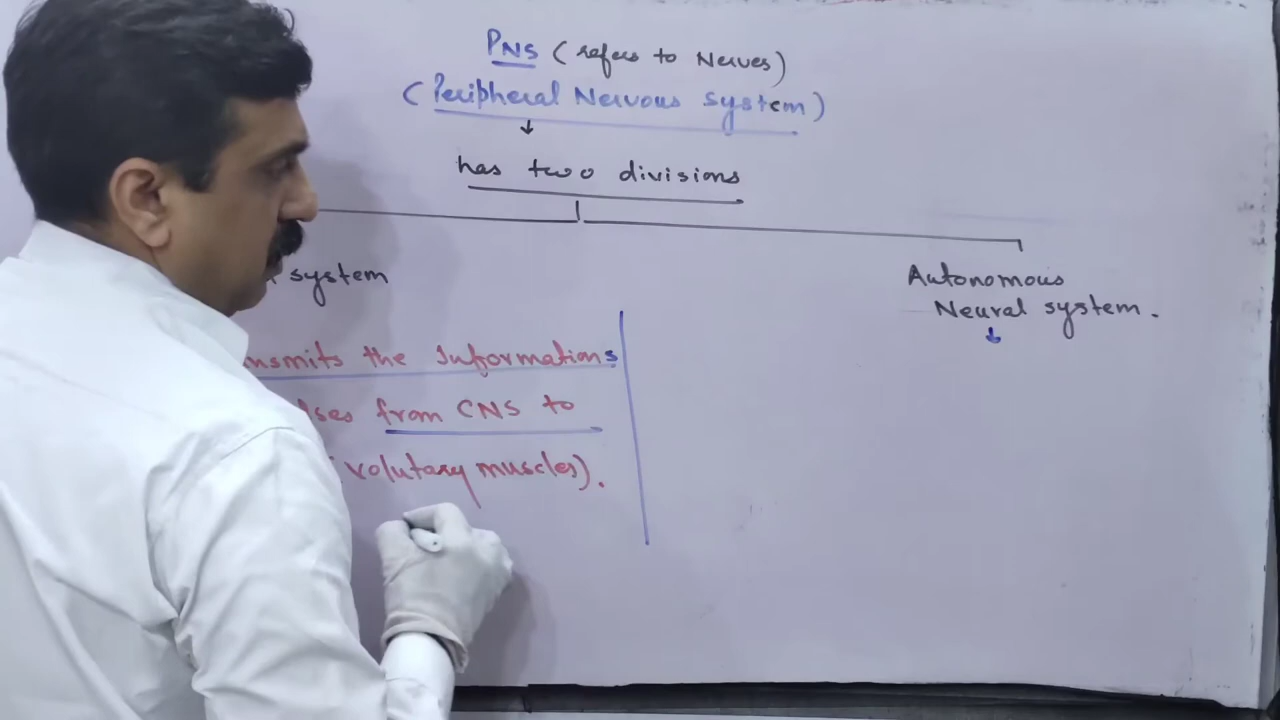 PNS (refers to Nerves)
(Peripheral Nervous system)
has two divisions
system
Autonomous
Neural system.
the Informations
from CNS to
volutary muscles).